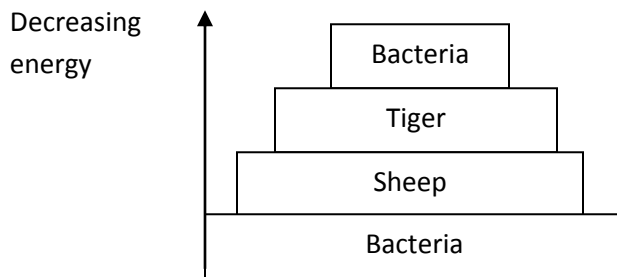 Decreasing
energy
Bacteria
Tiger
Sheep
Bacteria